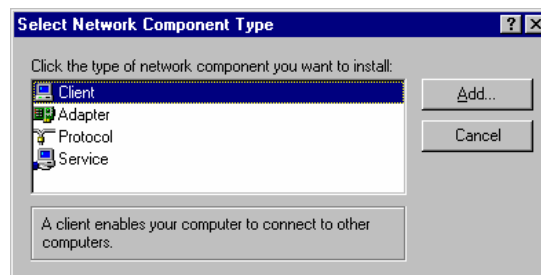 Select Network Component Type
Click the type of network component you want to install:
Client
Adapter
Protocol
Service
Add...
Cancel
A client enables your computer to connect to other
computers.